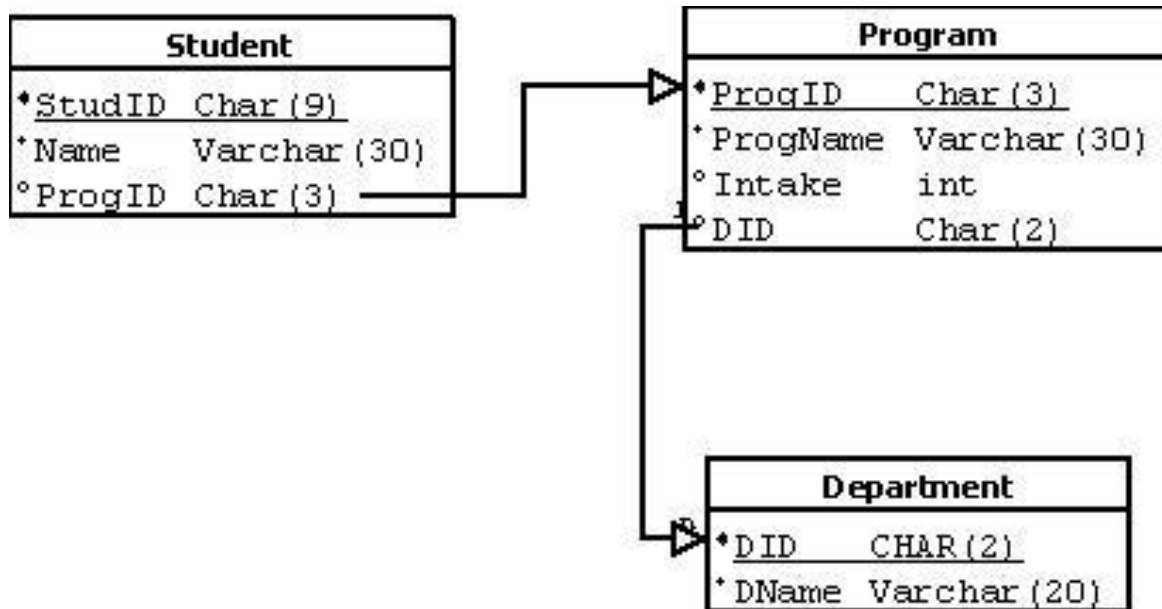 Student
*StudID Char(9)
*Name Varchar(30)
°ProgID Char(3)
Program
*ProgID Char(3)
*ProgName Varchar(30)
°Intake int
°DID Char(2)
Department
*DID CHAR(2)
*DName Varchar(20)